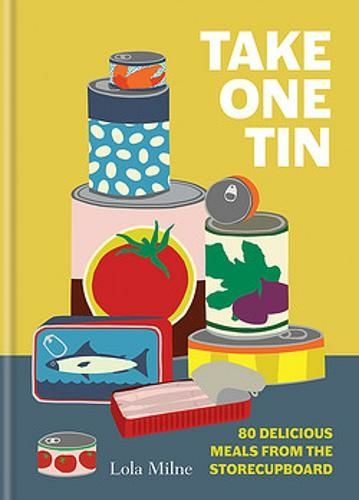 TAKE
ONE
TIN
80 DELICIOUS
MEALS FROM THE
STORECUPBOARD
Lola Milne